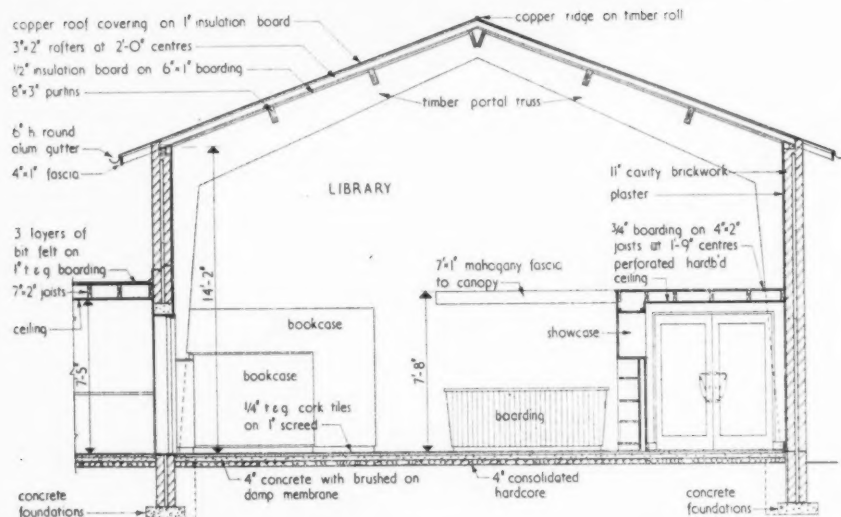 copper roof covering on 1" insulation board
copper ridge on timber roll
3"×2" rafters at 2'-0" centres
1/2" insulation board on 6"×1" boarding
8"×3" purlins
timber portal truss
6" h. round
alum gutter
4"×1" fascia
11" cavity brickwork
plaster
LIBRARY
3 layers of
bit felt on
1" t & g boarding
7"×2" joists
ceiling
14'-2"
3/4" boarding on 4"×2"
joists at 1'-9" centres
perforated hardb'd
ceiling
7"×1" mahogany fascia
to canopy
showcase
bookcase
bookcase
7'-5"
7'-8"
1/4" t & g cork tiles
on 1" screed
boarding
4" concrete with brushed on
damp membrane
4" consolidated
hardcore
concrete
foundations
concrete
foundations